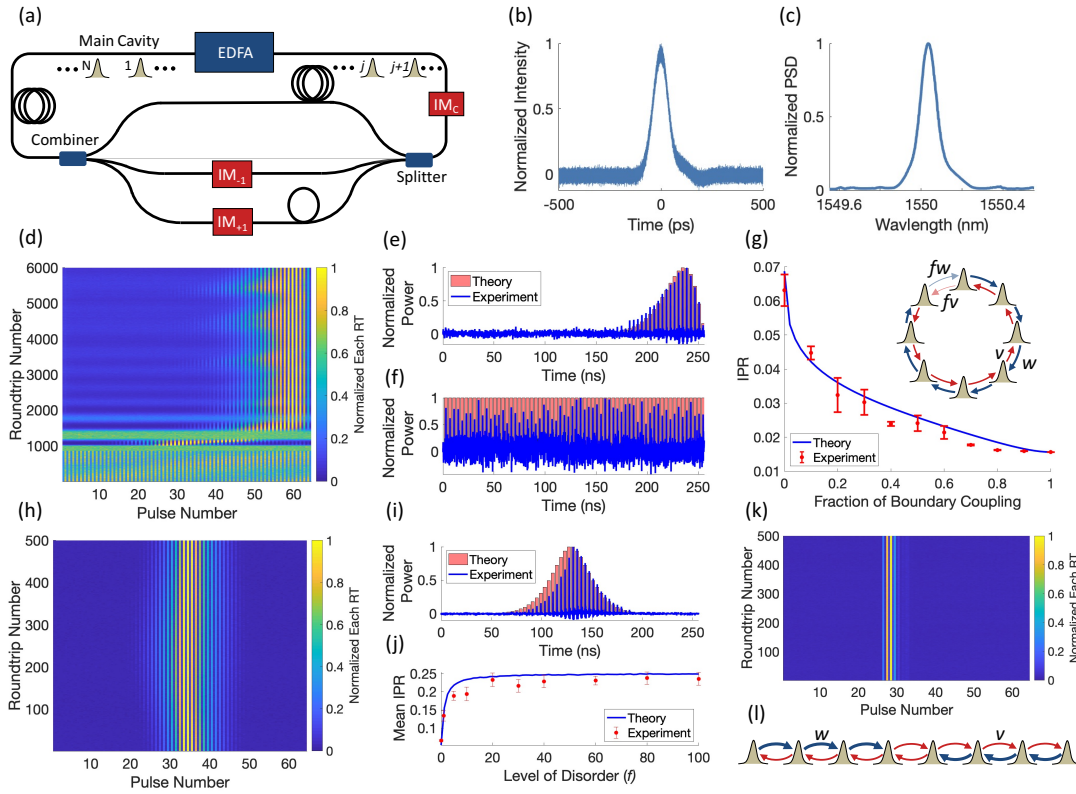 (a)
Main Cavity
EDFA
N
1
j
j+1
IM_C
Combiner
Splitter
IM_-1
IM_+1
(b)
Normalized Intensity
1
0.5
0
-500
0
500
Time (ps)
(c)
Normalized PSD
1
0.5
0
1549.6
1550
1550.4
Wavelength (nm)
(d)
Roundtrip Number
6000
5000
4000
3000
2000
1000
10
20
30
40
50
60
Pulse Number
1
0.8
0.6
0.4
0.2
0
Normalized Each RT
(e)
Normalized
Power
1
0.5
0
Theory
Experiment
0
50
100
150
200
250
Time (ns)
(f)
Normalized
Power
1
0.5
0
0
50
100
150
200
250
Time (ns)
(g)
IPR
0.07
0.06
0.05
0.04
0.03
0.02
0.01
fw
fv
v
w
Theory
Experiment
0
0.2
0.4
0.6
0.8
1
Fraction of Boundary Coupling
(h)
Roundtrip Number
500
400
300
200
100
10
20
30
40
50
60
Pulse Number
1
0.8
0.6
0.4
0.2
0
Normalized Each RT
(i)
Normalized
Power
1
0.5
0
Theory
Experiment
0
50
100
150
200
250
Time (ns)
(j)
Mean IPR
0.25
0.2
0.15
0.1
Theory
Experiment
0
20
40
60
80
100
Level of Disorder (f)
(k)
Roundtrip Number
500
400
300
200
100
10
20
30
40
50
60
Pulse Number
1
0.8
0.6
0.4
0.2
0
Normalized Each RT
(l)
w
v